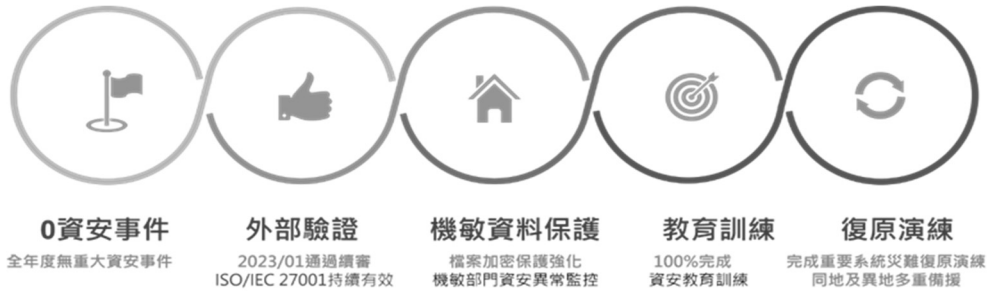 0資安事件
全年度無重大資安事件
外部驗證
2023/01通過續審
ISO/IEC 27001持續有效
機敏資料保護
檔案加密保護強化
機敏部門資安異常監控
教育訓練
100%完成
資安教育訓練
復原演練
完成重要系統災難復原演練
同地及異地多重備援